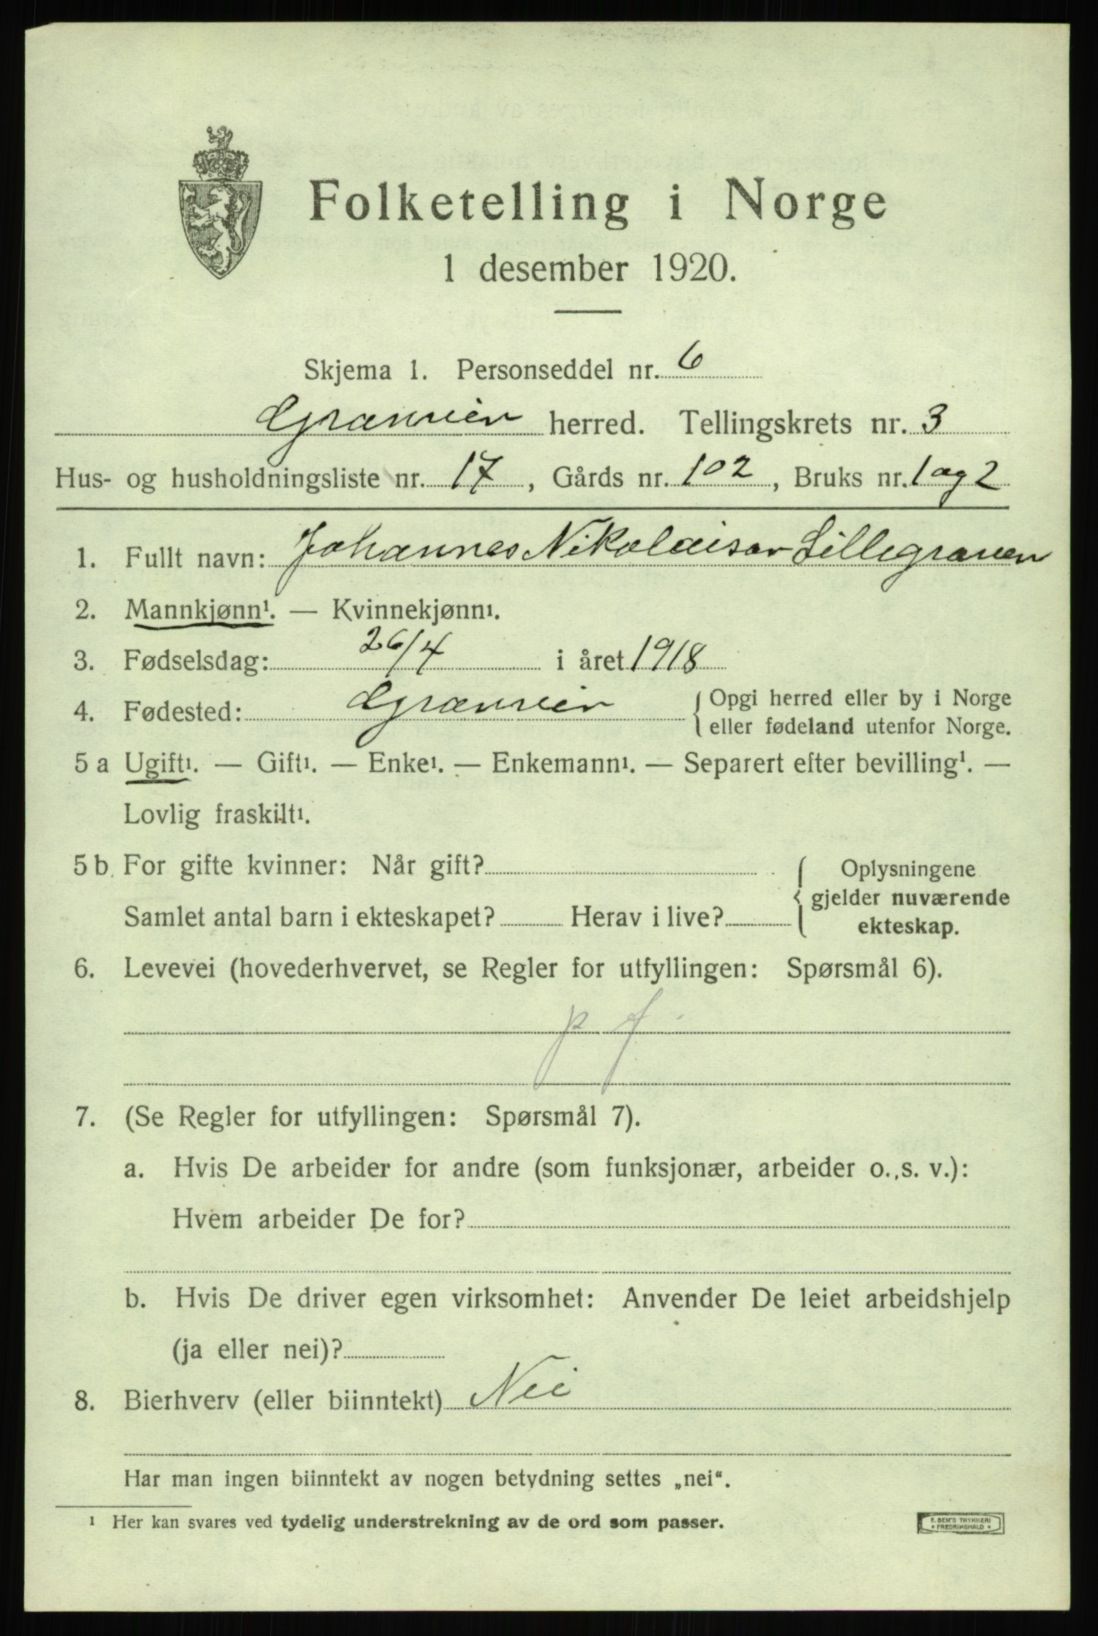 Folketelling i Norge
1 desember 1920.
Skjema 1. Personseddel nr. 6
herred. Tellingskrets nr. 3
Hus- og husholdningsliste nr. 17, Gårds nr. 102, Bruks nr. 1 og 2
1. Fullt navn: Johannes Nikolaisen Lillegraven
2. Mannkjønn¹. — Kvinnekjønn¹.
3. Fødselsdag: 26/4 i året 1918
4. Fødested: { Opgi herred eller by i Norge
eller fødeland utenfor Norge.
5 a Ugift¹. — Gift¹. — Enke¹. — Enkemann¹. — Separert efter bevilling¹. —
Lovlig fraskilt¹.
5 b. For gifte kvinner: Når gift? { Oplysningene
gjelder nuværende
Samlet antal barn i ekteskapet? Herav i live? ekteskap.
6. Levevei (hovederhvervet, se Regler for utfyllingen: Spørsmål 6).
p f.
7. (Se Regler for utfyllingen: Spørsmål 7).
a. Hvis De arbeider for andre (som funksjonær, arbeider o. s. v.):
Hvem arbeider De for?
b. Hvis De driver egen virksomhet: Anvender De leiet arbeidshjelp
(ja eller nei)?
8. Bierhverv (eller biinntekt) Nei
Har man ingen biinntekt av nogen betydning settes „nei“.
¹ Her kan svares ved tydelig understrekning av de ord som passer.
E. SEM'S TRYKKERI
* FREDRIKSHALD *